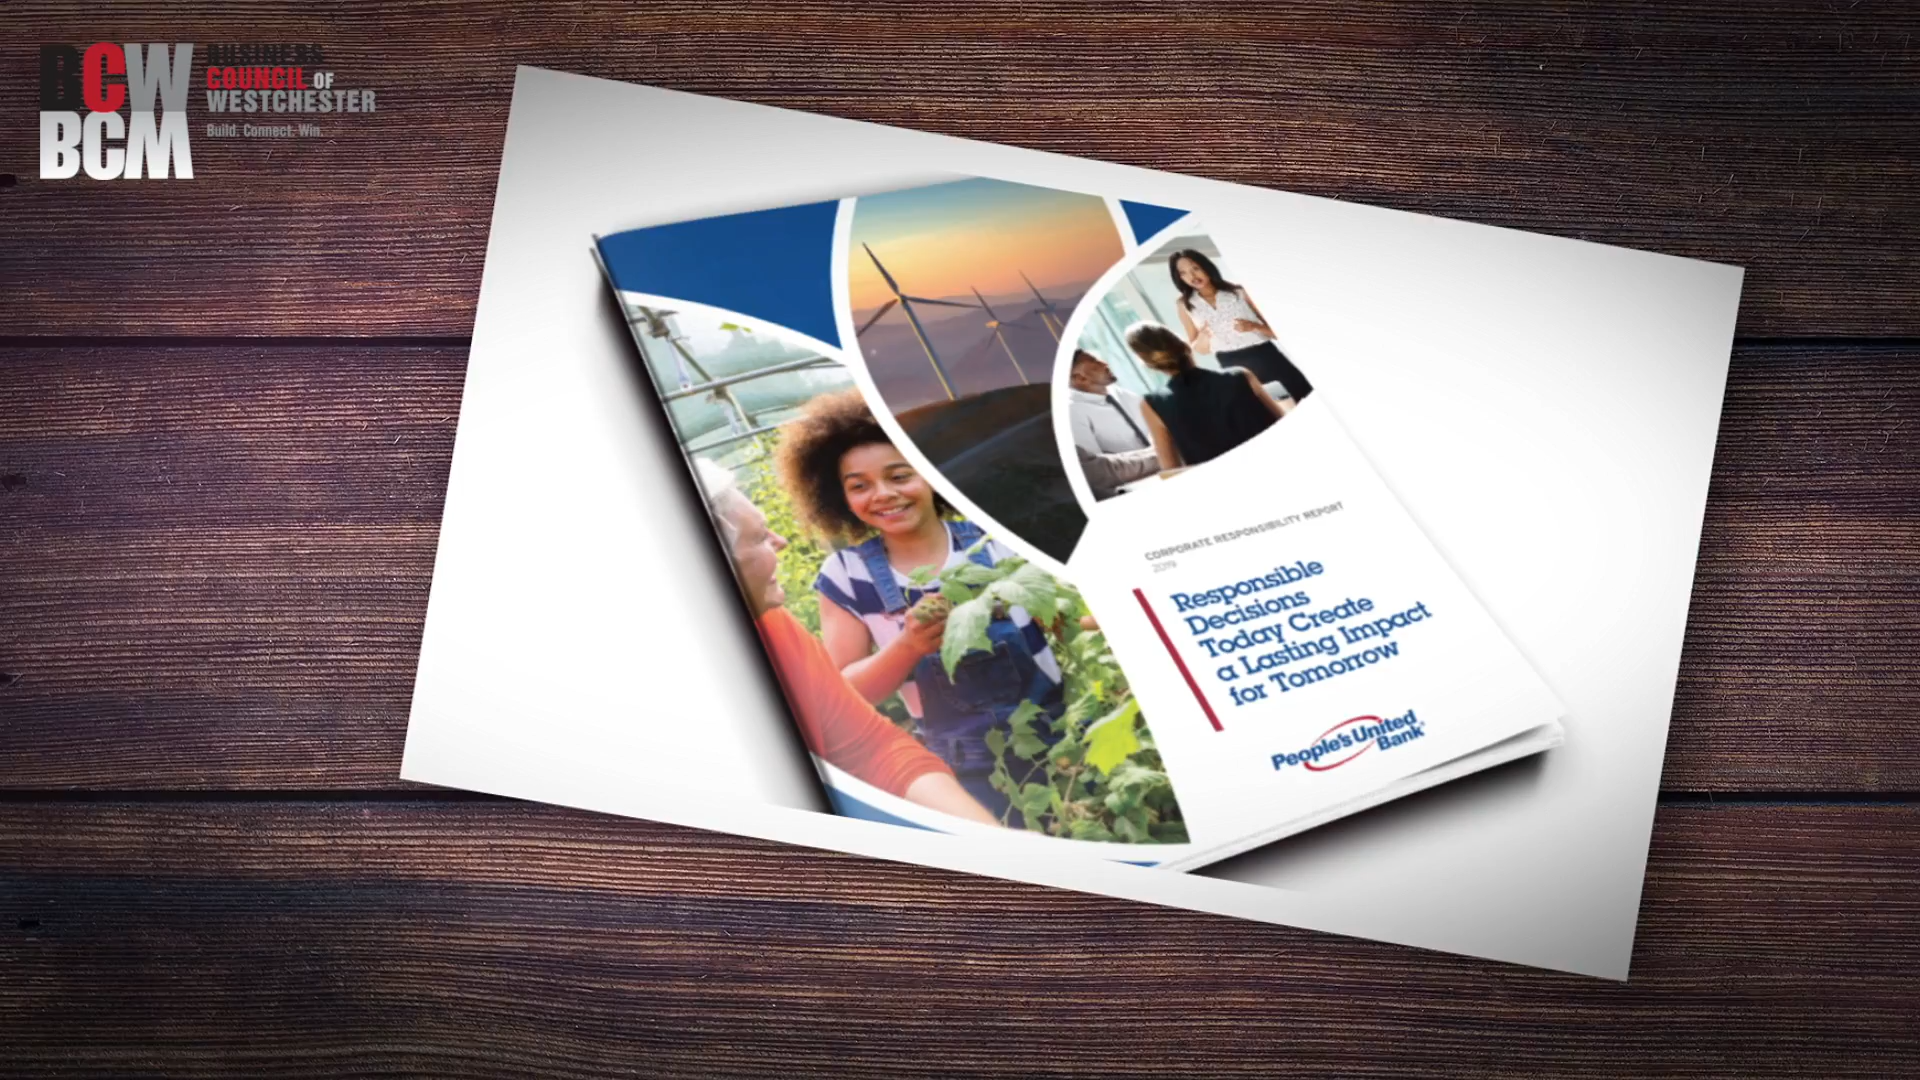 BCW
BCM
BUSINESS
COUNCIL OF
WESTCHESTER
Build. Connect. Win.
CORPORATE RESPONSIBILITY REPORT
2019
Responsible
Decisions
Today Create
a Lasting Impact
for Tomorrow
People's United
Bank®